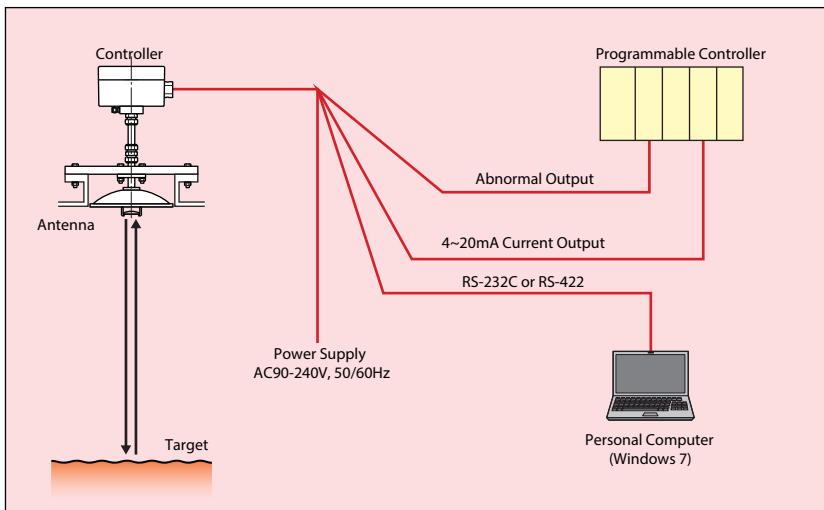 Controller
Programmable Controller
Abnormal Output
Antenna
4~20mA Current Output
RS-232C or RS-422
Power Supply
AC90-240V, 50/60Hz
Target
Personal Computer
(Windows 7)